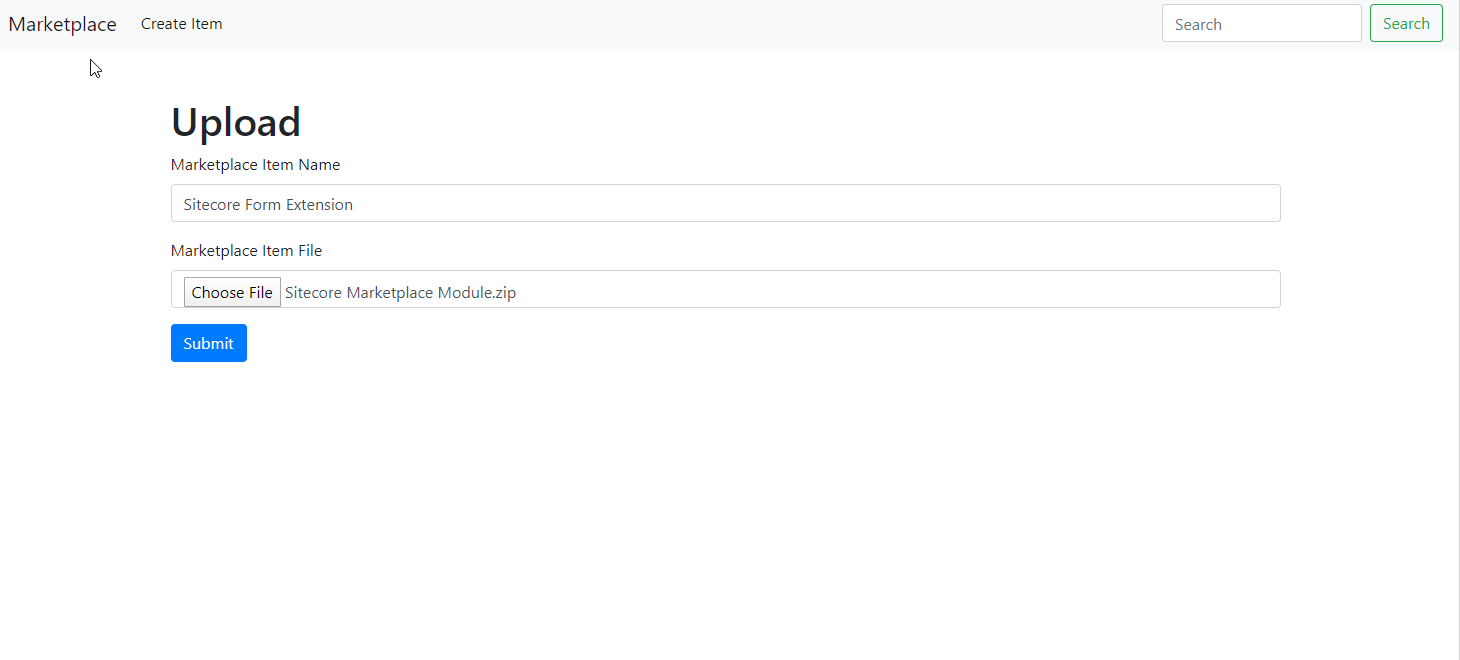 Marketplace Create Item Search Search
Upload
Marketplace Item Name
Sitecore Form Extension
Marketplace Item File
Choose File Sitecore Marketplace Module.zip
Submit